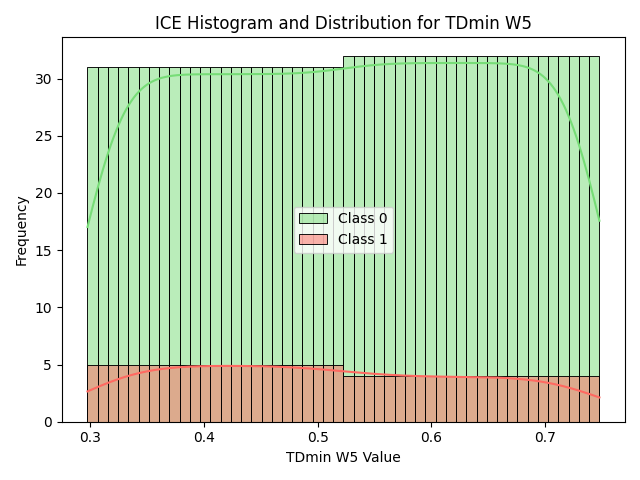 ICE Histogram and Distribution for TDmin W5
30
25
20
15
10
5
0
Frequency
Class 0
Class 1
0.3 0.4 0.5 0.6 0.7
TDmin W5 Value